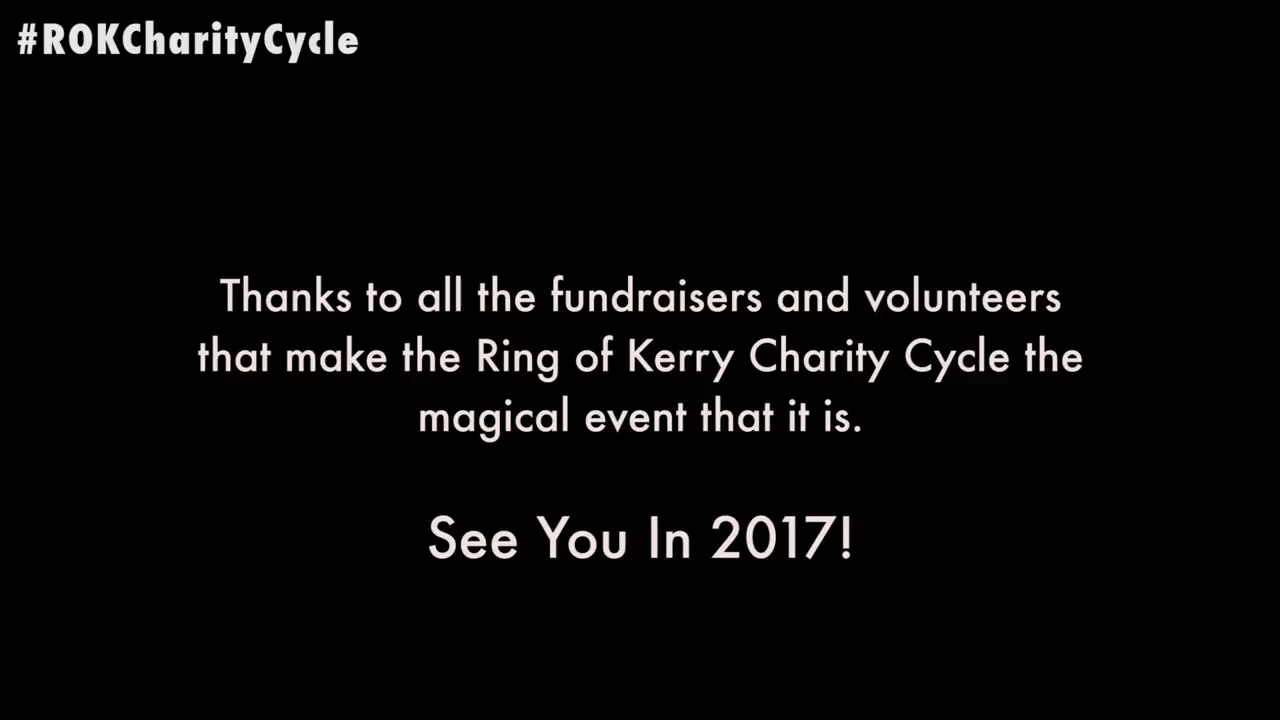 #ROKCharityCycle
Thanks to all the fundraisers and volunteers
that make the Ring of Kerry Charity Cycle the
magical event that it is.
See You In 2017!